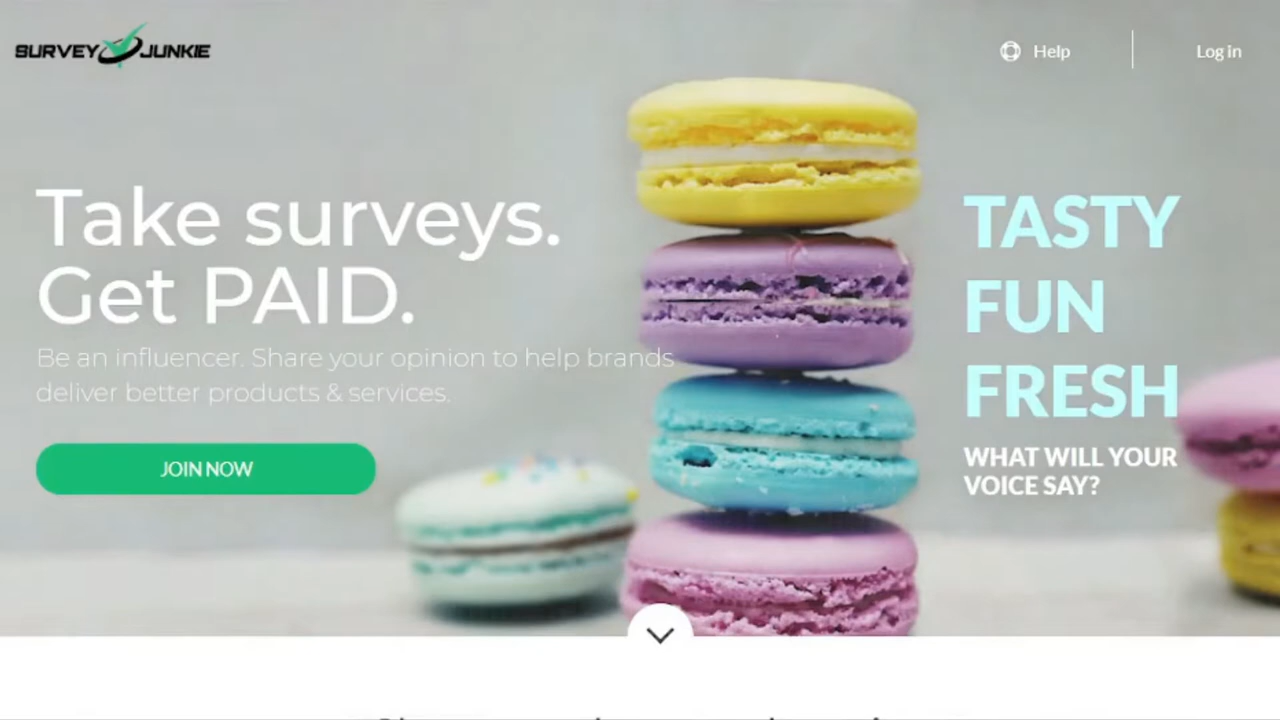 SURVEY JUNKIE
Help
Log in
Take surveys.
Get PAID.
Be an influencer. Share your opinion to help brands
deliver better products & services.
JOIN NOW
TASTY
FUN
FRESH
WHAT WILL YOUR
VOICE SAY?